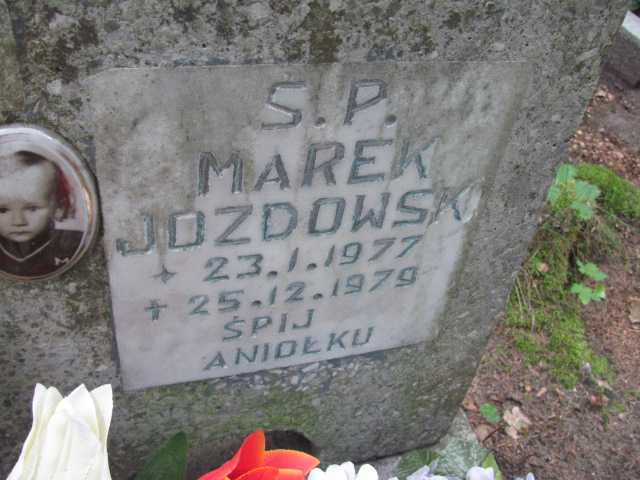 Ś. P.
MAREK
JOZDOWSKI
23.1.1977
25.12.1979
ŚPIJ
ANIOŁKU